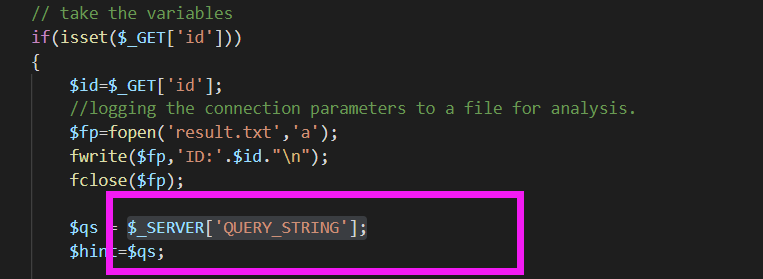 // take the variables
if(isset($_GET['id']))
{
$id=$_GET['id'];
//logging the connection parameters to a file for analysis.
$fp=fopen('result.txt','a');
fwrite($fp,'ID:'.$id."\n");
fclose($fp);
$qs = $_SERVER['QUERY_STRING'];
$hint=$qs;